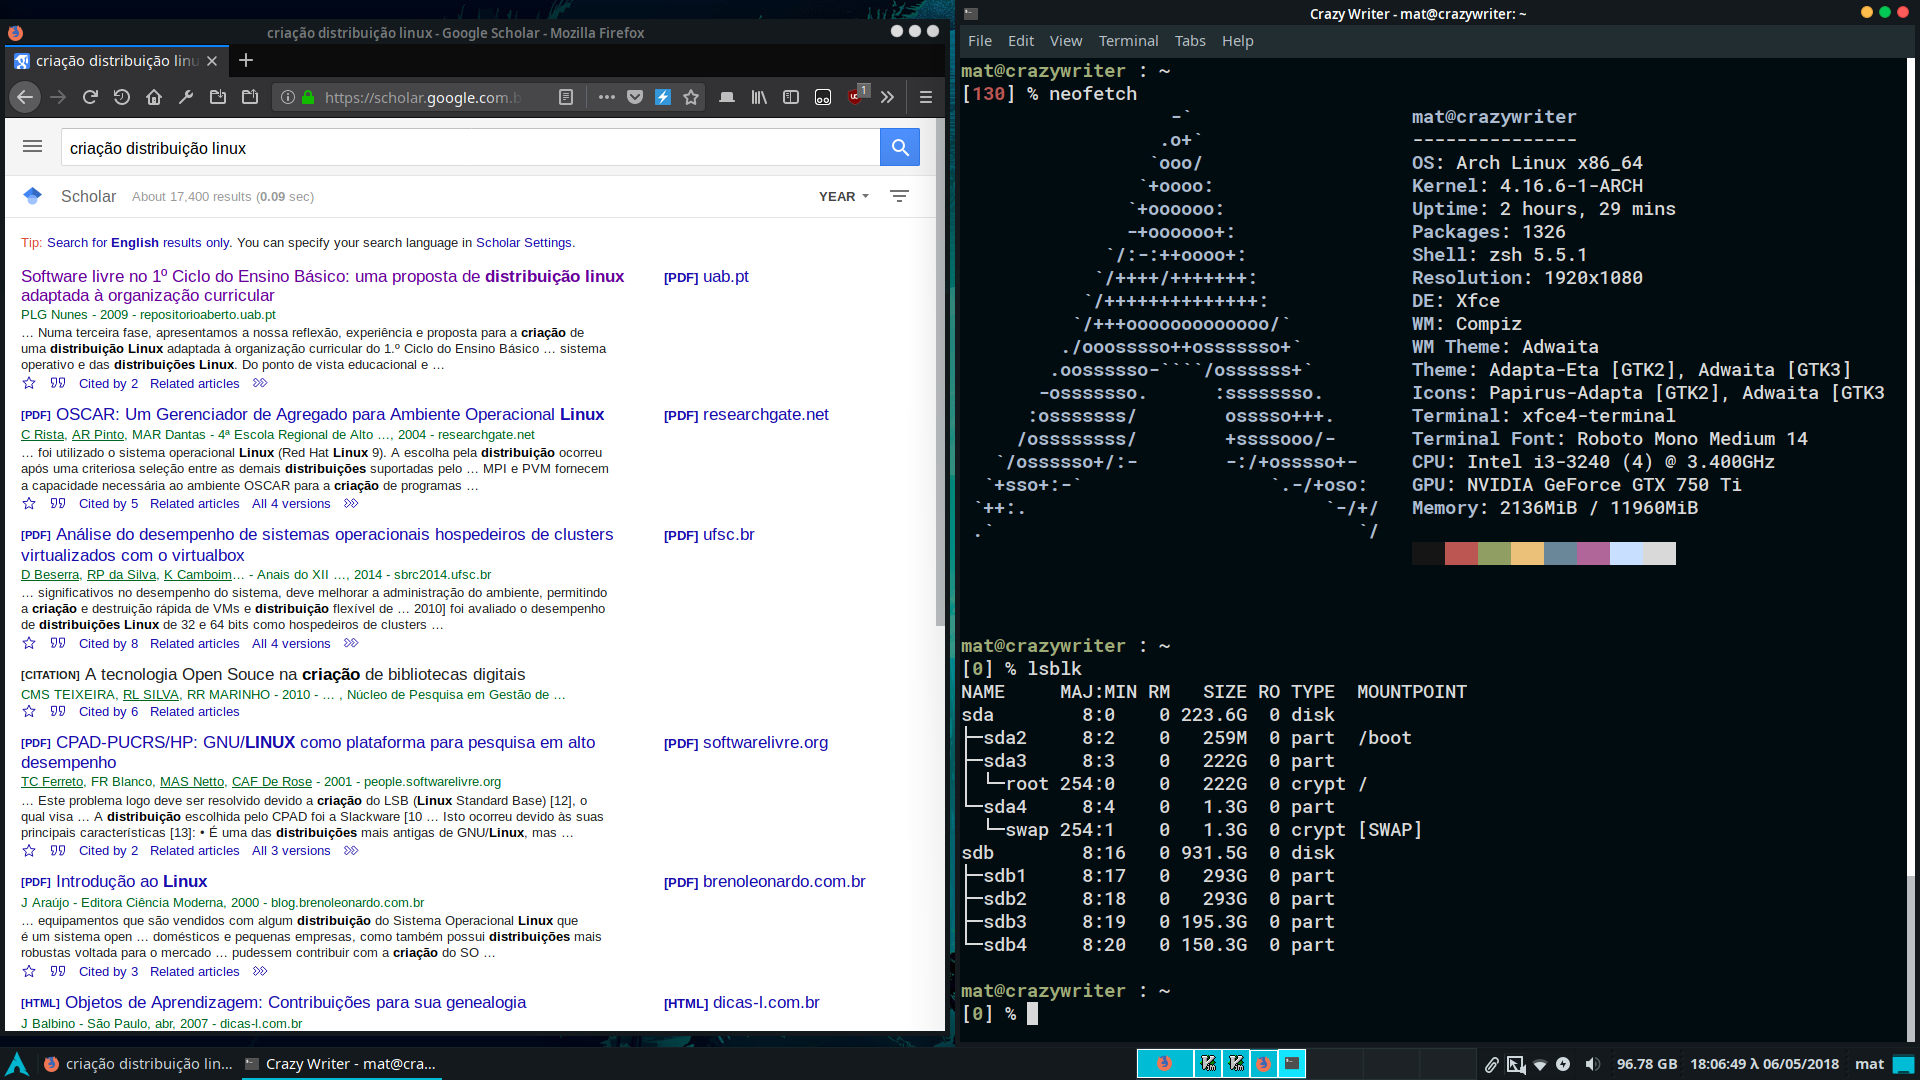 criação distribuição linux - Google Scholar - Mozilla Firefox
criação distribuição linu
https://scholar.google.com.b
1
criação distribuição linux
Scholar About 17,400 results (0.09 sec) YEAR
Tip: Search for English results only. You can specify your search language in Scholar Settings.
Software livre no 1º Ciclo do Ensino Básico: uma proposta de distribuição linux [PDF] uab.pt
adaptada à organização curricular
PLG Nunes - 2009 - repositorioaberto.uab.pt
… Numa terceira fase, apresentamos a nossa reflexão, experiência e proposta para a criação de
uma distribuição Linux adaptada à organização curricular do 1.º Ciclo do Ensino Básico … sistema
operativo e das distribuições Linux. Do ponto de vista educacional e …
Cited by 2 Related articles
[PDF] OSCAR: Um Gerenciador de Agregado para Ambiente Operacional Linux [PDF] researchgate.net
C Rista, AR Pinto, MAR Dantas - 4ª Escola Regional de Alto …, 2004 - researchgate.net
… foi utilizado o sistema operacional Linux (Red Hat Linux 9). A escolha pela distribuição ocorreu
após uma criteriosa seleção entre as demais distribuições suportadas pelo … MPI e PVM fornecem
a capacidade necessária ao ambiente OSCAR para a criação de programas …
Cited by 5 Related articles All 4 versions
[PDF] Análise do desempenho de sistemas operacionais hospedeiros de clusters [PDF] ufsc.br
virtualizados com o virtualbox
D Beserra, RP da Silva, K Camboim… - Anais do XII …, 2014 - sbrc2014.ufsc.br
… significativos no desempenho do sistema, deve melhorar a administração do ambiente, permitindo
a criação e destruição rápida de VMs e distribuição flexível de … 2010] foi avaliado o desempenho
de distribuições Linux de 32 e 64 bits como hospedeiros de clusters …
Cited by 8 Related articles All 4 versions
[CITATION] A tecnologia Open Souce na criação de bibliotecas digitais
CMS TEIXEIRA, RL SILVA, RR MARINHO - 2010 - … , Núcleo de Pesquisa em Gestão de …
Cited by 6 Related articles
[PDF] CPAD-PUCRS/HP: GNU/LINUX como plataforma para pesquisa em alto [PDF] softwarelivre.org
desempenho
TC Ferreto, FR Blanco, MAS Netto, CAF De Rose - 2001 - people.softwarelivre.org
… Este problema logo deve ser resolvido devido a criação do LSB (Linux Standard Base) [12], o
qual visa … A distribuição escolhida pelo CPAD foi a Slackware [10 … Isto ocorreu devido às suas
principais características [13]: • É uma das distribuições mais antigas de GNU/Linux, mas …
Cited by 2 Related articles All 3 versions
[PDF] Introdução ao Linux [PDF] brenoleonardo.com.br
J Araújo - Editora Ciência Moderna, 2000 - blog.brenoleonardo.com.br
… equipamentos que são vendidos com algum distribuição do Sistema Operacional Linux que
é um sistema open … domésticos e pequenas empresas, como também possui distribuições mais
robustas voltada para o mercado … pudessem contribuir com a criação do SO …
Cited by 3 Related articles
[HTML] Objetos de Aprendizagem: Contribuições para sua genealogia [HTML] dicas-l.com.br
J Balbino - São Paulo, abr, 2007 - dicas-l.com.br
Crazy Writer - mat@crazywriter: ~
File Edit View Terminal Tabs Help
mat@crazywriter : ~
[130] % neofetch
-` mat@crazywriter
.o+` ---------------
`ooo/ OS: Arch Linux x86_64
`+oooo: Kernel: 4.16.6-1-ARCH
`+oooooo: Uptime: 2 hours, 29 mins
-+oooooo+: Packages: 1326
`/:-:++oooo+: Shell: zsh 5.5.1
`/++++/+++++++: Resolution: 1920x1080
`/++++++++++++++: DE: Xfce
`/+++ooooooooooooo/` WM: Compiz
./ooosssso++osssssso+` WM Theme: Adwaita
.oossssso-````/ossssss+` Theme: Adapta-Eta [GTK2], Adwaita [GTK3]
-osssssso. :ssssssso. Icons: Papirus-Adapta [GTK2], Adwaita [GTK3
:osssssss/ osssso+++. Terminal: xfce4-terminal
/ossssssss/ +ssssooo/- Terminal Font: Roboto Mono Medium 14
`/ossssso+/:- -:/+osssso+- CPU: Intel i3-3240 (4) @ 3.400GHz
`+sso+:-` `.-/+oso: GPU: NVIDIA GeForce GTX 750 Ti
`++:. `-/+/ Memory: 2136MiB / 11960MiB
.` `/
mat@crazywriter : ~
[0] % lsblk
NAME MAJ:MIN RM SIZE RO TYPE MOUNTPOINT
sda 8:0 0 223.6G 0 disk
├─sda2 8:2 0 259M 0 part /boot
├─sda3 8:3 0 222G 0 part
│ └─root 254:0 0 222G 0 crypt /
└─sda4 8:4 0 1.3G 0 part
└─swap 254:1 0 1.3G 0 crypt [SWAP]
sdb 8:16 0 931.5G 0 disk
├─sdb1 8:17 0 293G 0 part
├─sdb2 8:18 0 293G 0 part
├─sdb3 8:19 0 195.3G 0 part
└─sdb4 8:20 0 150.3G 0 part
mat@crazywriter : ~
[0] %
criação distribuição lin... Crazy Writer - mat@cra... 96.78 GB 18:06:49 λ 06/05/2018 mat